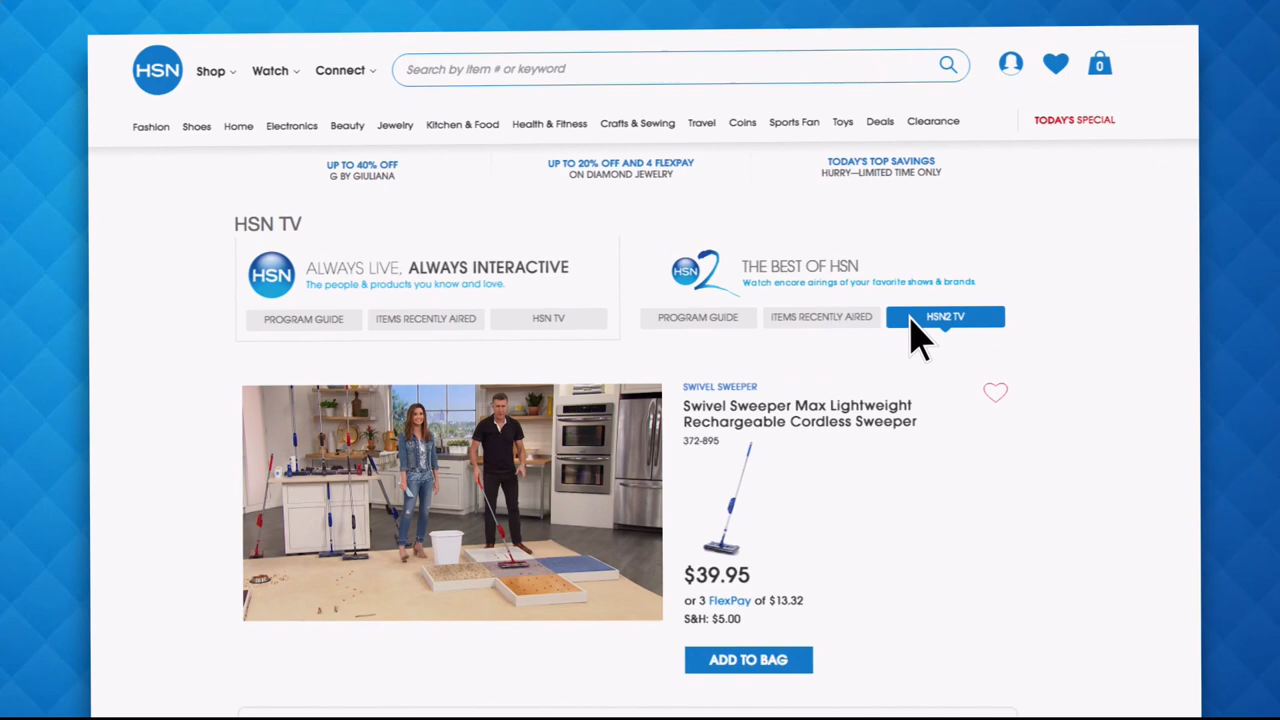 HSN
Shop
Watch
Connect
Search by item # or keyword
0
Fashion
Shoes
Home
Electronics
Beauty
Jewelry
Kitchen & Food
Health & Fitness
Crafts & Sewing
Travel
Coins
Sports Fan
Toys
Deals
Clearance
TODAY'S SPECIAL
UP TO 40% OFF
G BY GIULIANA
UP TO 20% OFF AND 4 FLEXPAY
ON DIAMOND JEWELRY
TODAY'S TOP SAVINGS
HURRY—LIMITED TIME ONLY
HSN TV
HSN
ALWAYS LIVE, ALWAYS INTERACTIVE
The people & products you know and love.
PROGRAM GUIDE
ITEMS RECENTLY AIRED
HSN TV
HSN2
THE BEST OF HSN
Watch encore airings of your favorite shows & brands.
PROGRAM GUIDE
ITEMS RECENTLY AIRED
HSN2 TV
SWIVEL SWEEPER
Swivel Sweeper Max Lightweight
Rechargeable Cordless Sweeper
372-895
$39.95
or 3 FlexPay of $13.32
S&H: $5.00
ADD TO BAG